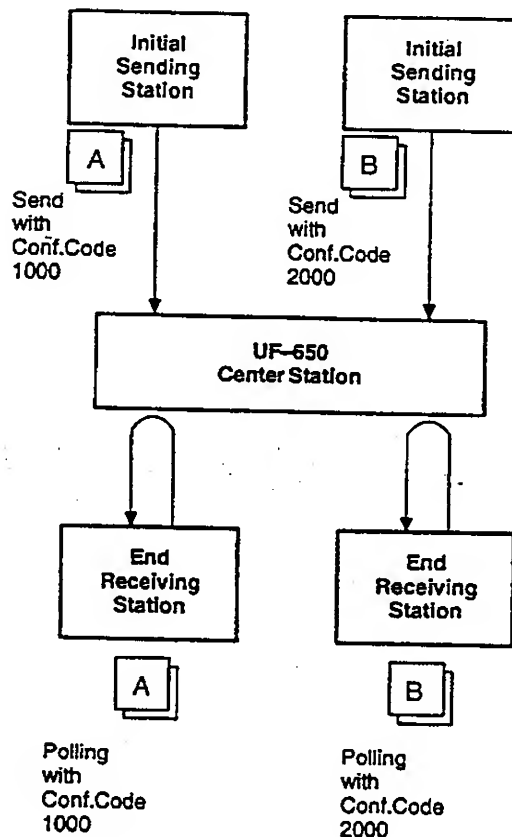 Initial
Sending
Station
Initial
Sending
Station
A
B
Send
with
Conf.Code
1000
Send
with
Conf.Code
2000
UF-650
Center Station
End
Receiving
Station
End
Receiving
Station
A
B
Polling
with
Conf.Code
1000
Polling
with
Conf.Code
2000